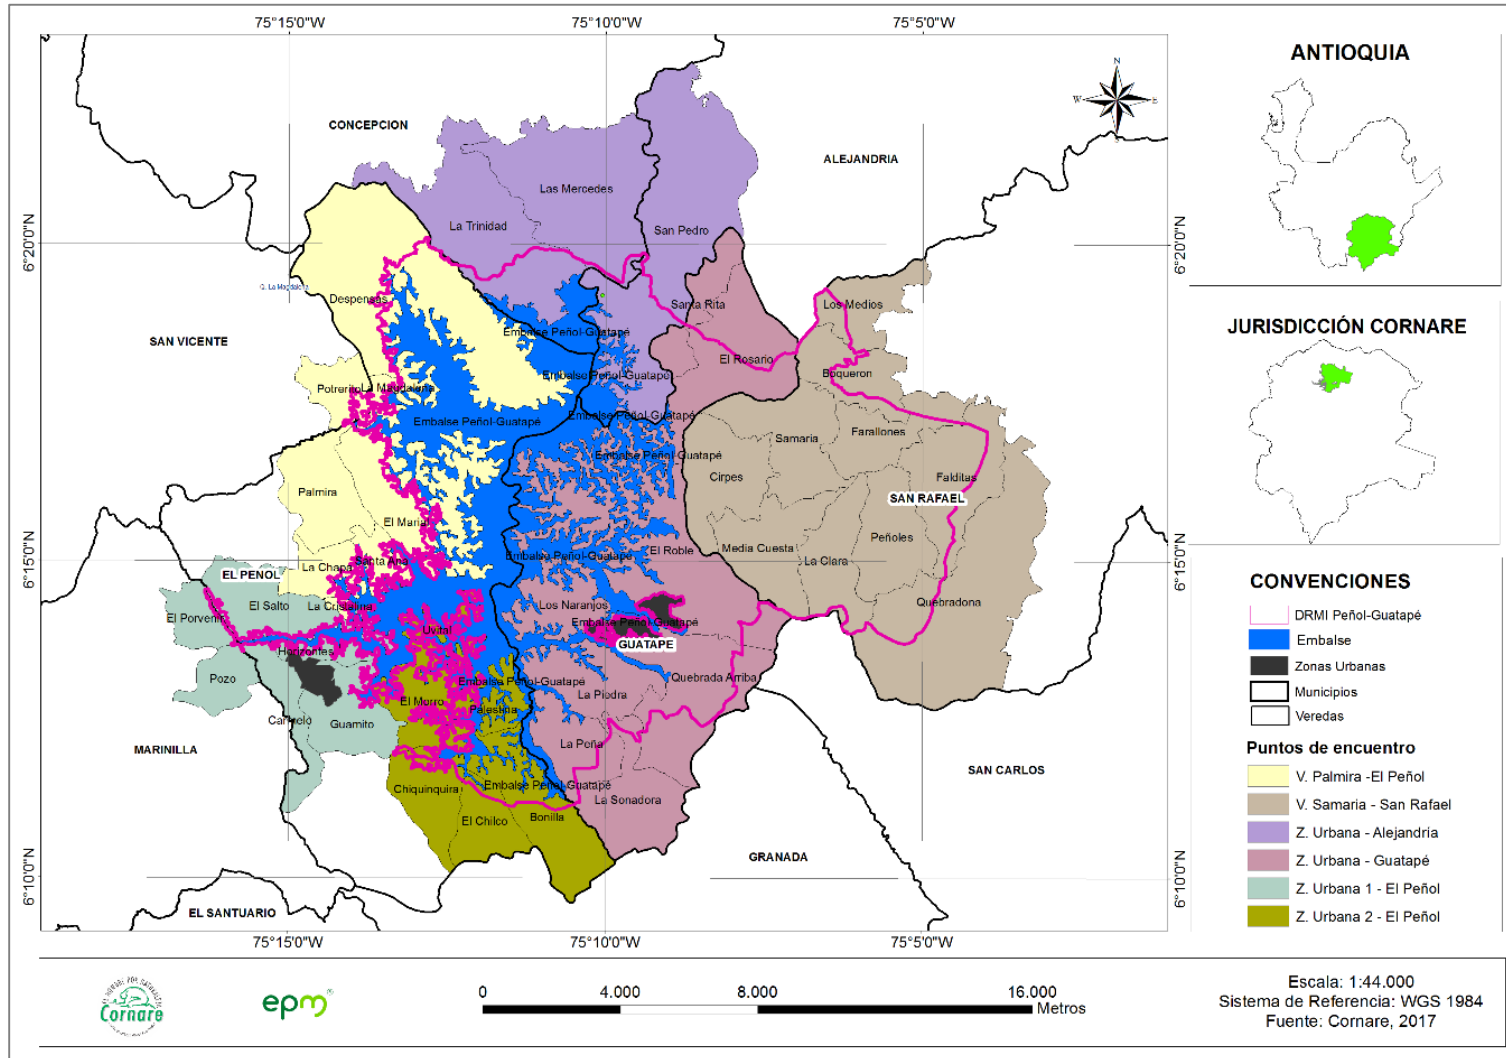 75°15'0"W
75°10'0"W
75°5'0"W
N
W
E
S
CONCEPCION
ALEJANDRIA
Las Mercedes
La Trinidad
San Pedro
6°20'0"N
6°20'0"N
Q. La Magdalena
Despensas
Santa Rita
Los Medios
Embalse Peñol-Guatapé
SAN VICENTE
El Rosario
Boqueron
Embalse Peñol-Guatapé
Potrerito
La Magdalena
Embalse Peñol-Guatapé
Embalse Peñol-Guatapé
Samaria
Farallones
Embalse Peñol-Guatapé
Cirpes
Falditas
Palmira
SAN RAFAEL
El Marial
Peñoles
Media Cuesta
El Roble
Embalse Peñol-Guatapé
6°15'0"N
6°15'0"N
Santa Ana
La Clara
La Chapa
EL PEÑOL
El Salto
La Cristalina
Los Naranjos
Quebradona
El Porvenir
Embalse Peñol-Guatapé
Uvital
GUATAPE
Horizontes
Pozo
Quebrada Arriba
Embalse Peñol-Guatapé
La Piedra
El Morro
Palestina
Guamito
MARINILLA
La Peña
SAN CARLOS
Chiquinquira
Embalse Peñol-Guatapé
La Sonadora
El Chilco
Bonilla
GRANADA
6°10'0"N
6°10'0"N
EL SANTUARIO
75°15'0"W
75°10'0"W
75°5'0"W
ANTIOQUIA
JURISDICCIÓN CORNARE
CONVENCIONES
DRMI Peñol-Guatapé
Embalse
Zonas Urbanas
Municipios
Veredas
Puntos de encuentro
V. Palmira -El Peñol
V. Samaria - San Rafael
Z. Urbana - Alejandría
Z. Urbana - Guatapé
Z. Urbana 1 - El Peñol
Z. Urbana 2 - El Peñol
Cornare
epm®
0
4.000
8.000
16.000
Metros
Escala: 1:44.000
Sistema de Referencia: WGS 1984
Fuente: Cornare, 2017